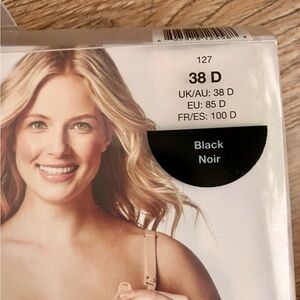 127
38 D
UK/AU: 38 D
EU: 85 D
FR/ES: 100 D
Black
Noir